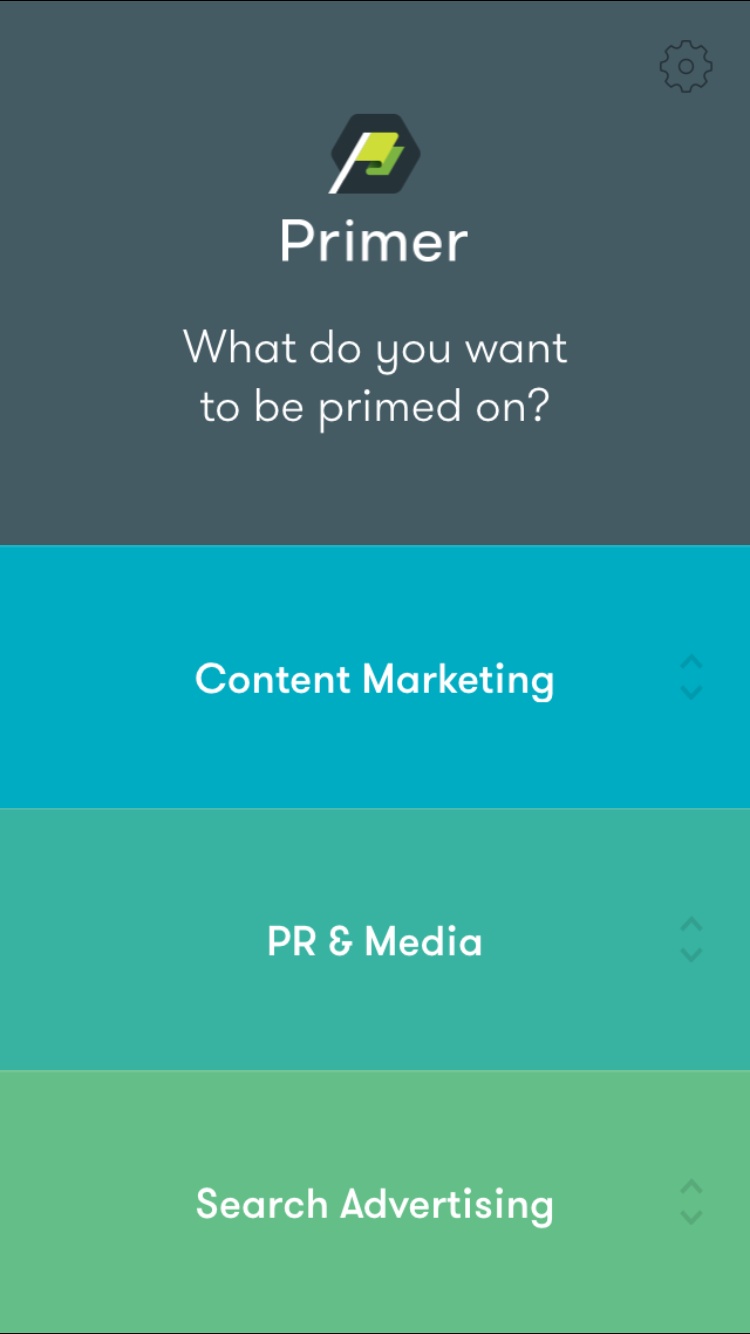 Primer
What do you want
to be primed on?
Content Marketing
PR & Media
Search Advertising